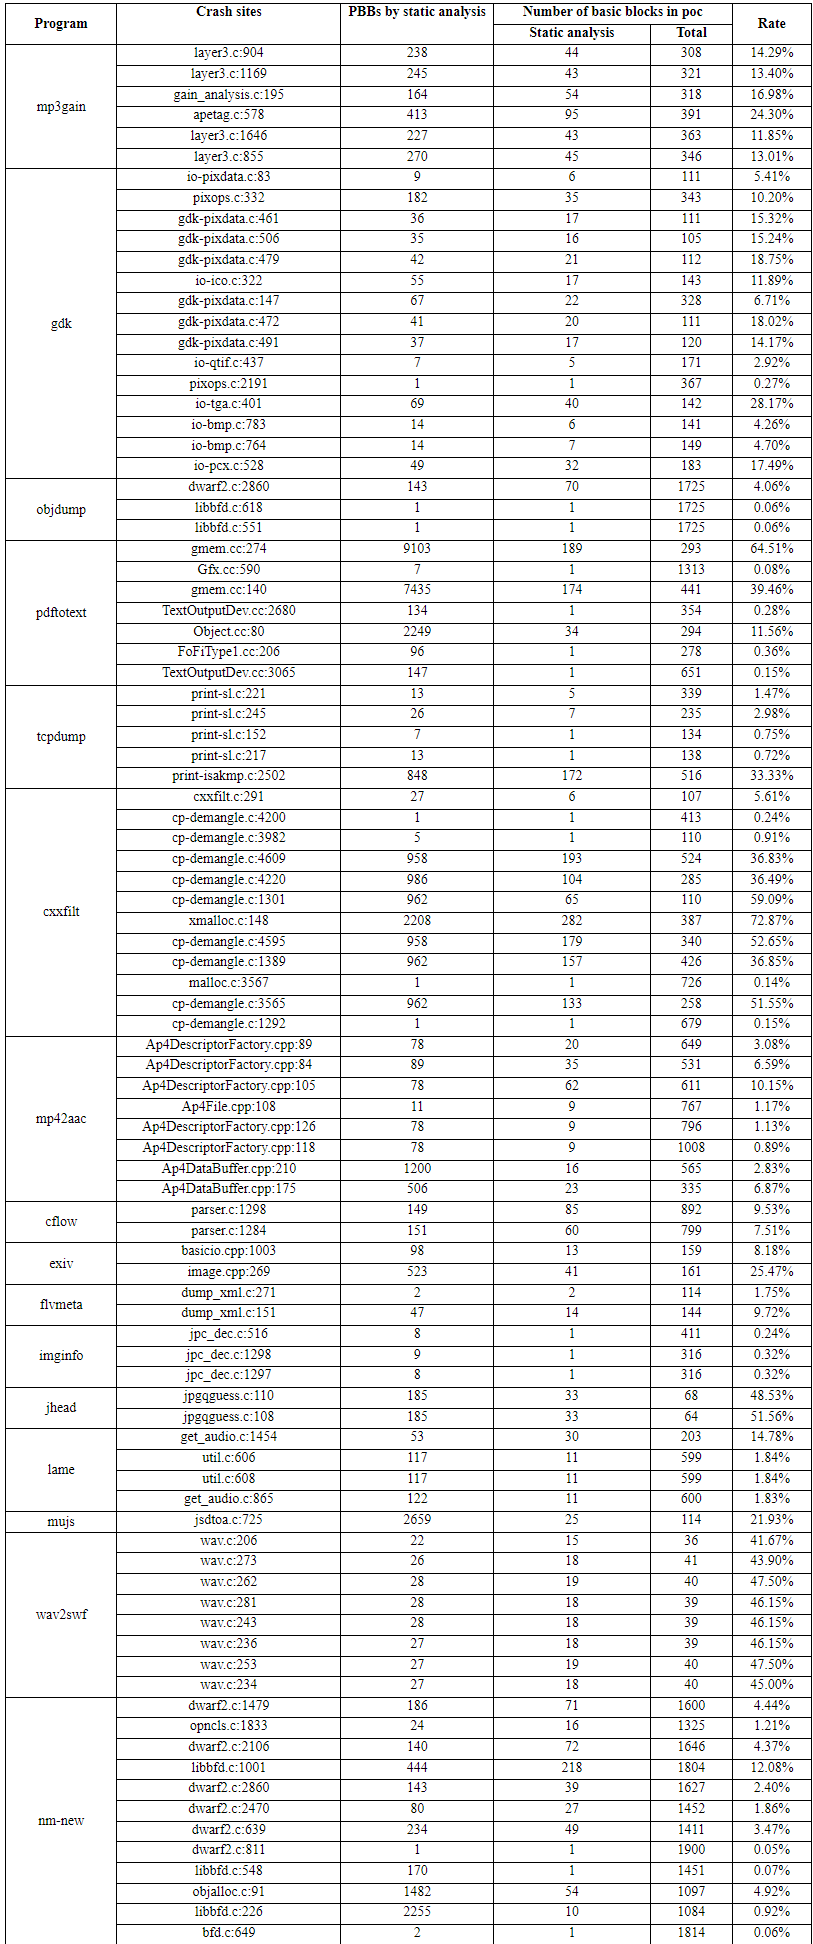 Program Crash sites PBBs by static analysis Number of basic blocks in poc Rate
Static analysis Total
mp3gain
layer3.c:904 238 44 308 14.29%
layer3.c:1169 245 43 321 13.40%
gain_analysis.c:195 164 54 318 16.98%
apetag.c:578 413 95 391 24.30%
layer3.c:1646 227 43 363 11.85%
layer3.c:855 270 45 346 13.01%
gdk
io-pixdata.c:83 9 6 111 5.41%
pixops.c:332 182 35 343 10.20%
gdk-pixdata.c:461 36 17 111 15.32%
gdk-pixdata.c:506 35 16 105 15.24%
gdk-pixdata.c:479 42 21 112 18.75%
io-ico.c:322 55 17 143 11.89%
gdk-pixdata.c:147 67 22 328 6.71%
gdk-pixdata.c:472 41 20 111 18.02%
gdk-pixdata.c:491 37 17 120 14.17%
io-qtif.c:437 7 5 171 2.92%
pixops.c:2191 1 1 367 0.27%
io-tga.c:401 69 40 142 28.17%
io-bmp.c:783 14 6 141 4.26%
io-bmp.c:764 14 7 149 4.70%
io-pcx.c:528 49 32 183 17.49%
objdump
dwarf2.c:2860 143 70 1725 4.06%
libbfd.c:618 1 1 1725 0.06%
libbfd.c:551 1 1 1725 0.06%
pdftotext
gmem.cc:274 9103 189 293 64.51%
Gfx.cc:590 7 1 1313 0.08%
gmem.cc:140 7435 174 441 39.46%
TextOutputDev.cc:2680 134 1 354 0.28%
Object.cc:80 2249 34 294 11.56%
FoFiType1.cc:206 96 1 278 0.36%
TextOutputDev.cc:3065 147 1 651 0.15%
tcpdump
print-sl.c:221 13 5 339 1.47%
print-sl.c:245 26 7 235 2.98%
print-sl.c:152 7 1 134 0.75%
print-sl.c:217 13 1 138 0.72%
print-isakmp.c:2502 848 172 516 33.33%
cxxfilt
cxxfilt.c:291 27 6 107 5.61%
cp-demangle.c:4200 1 1 413 0.24%
cp-demangle.c:3982 5 1 110 0.91%
cp-demangle.c:4609 958 193 524 36.83%
cp-demangle.c:4220 986 104 285 36.49%
cp-demangle.c:1301 962 65 110 59.09%
xmalloc.c:148 2208 282 387 72.87%
cp-demangle.c:4595 958 179 340 52.65%
cp-demangle.c:1389 962 157 426 36.85%
malloc.c:3567 1 1 726 0.14%
cp-demangle.c:3565 962 133 258 51.55%
cp-demangle.c:1292 1 1 679 0.15%
mp42aac
Ap4DescriptorFactory.cpp:89 78 20 649 3.08%
Ap4DescriptorFactory.cpp:84 89 35 531 6.59%
Ap4DescriptorFactory.cpp:105 78 62 611 10.15%
Ap4File.cpp:108 11 9 767 1.17%
Ap4DescriptorFactory.cpp:126 78 9 796 1.13%
Ap4DescriptorFactory.cpp:118 78 9 1008 0.89%
Ap4DataBuffer.cpp:210 1200 16 565 2.83%
Ap4DataBuffer.cpp:175 506 23 335 6.87%
cflow
parser.c:1298 149 85 892 9.53%
parser.c:1284 151 60 799 7.51%
exiv
basicio.cpp:1003 98 13 159 8.18%
image.cpp:269 523 41 161 25.47%
flvmeta
dump_xml.c:271 2 2 114 1.75%
dump_xml.c:151 47 14 144 9.72%
imginfo
jpc_dec.c:516 8 1 411 0.24%
jpc_dec.c:1298 9 1 316 0.32%
jpc_dec.c:1297 8 1 316 0.32%
jhead
jpgqguess.c:110 185 33 68 48.53%
jpgqguess.c:108 185 33 64 51.56%
lame
get_audio.c:1454 53 30 203 14.78%
util.c:606 117 11 599 1.84%
util.c:608 117 11 599 1.84%
get_audio.c:865 122 11 600 1.83%
mujs
jsdtoa.c:725 2659 25 114 21.93%
wav2swf
wav.c:206 22 15 36 41.67%
wav.c:273 26 18 41 43.90%
wav.c:262 28 19 40 47.50%
wav.c:281 28 18 39 46.15%
wav.c:243 28 18 39 46.15%
wav.c:236 27 18 39 46.15%
wav.c:253 27 19 40 47.50%
wav.c:234 27 18 40 45.00%
nm-new
dwarf2.c:1479 186 71 1600 4.44%
opncls.c:1833 24 16 1325 1.21%
dwarf2.c:2106 140 72 1646 4.37%
libbfd.c:1001 444 218 1804 12.08%
dwarf2.c:2860 143 39 1627 2.40%
dwarf2.c:2470 80 27 1452 1.86%
dwarf2.c:639 234 49 1411 3.47%
dwarf2.c:811 1 1 1900 0.05%
libbfd.c:548 170 1 1451 0.07%
objalloc.c:91 1482 54 1097 4.92%
libbfd.c:226 2255 10 1084 0.92%
bfd.c:649 2 1 1814 0.06%